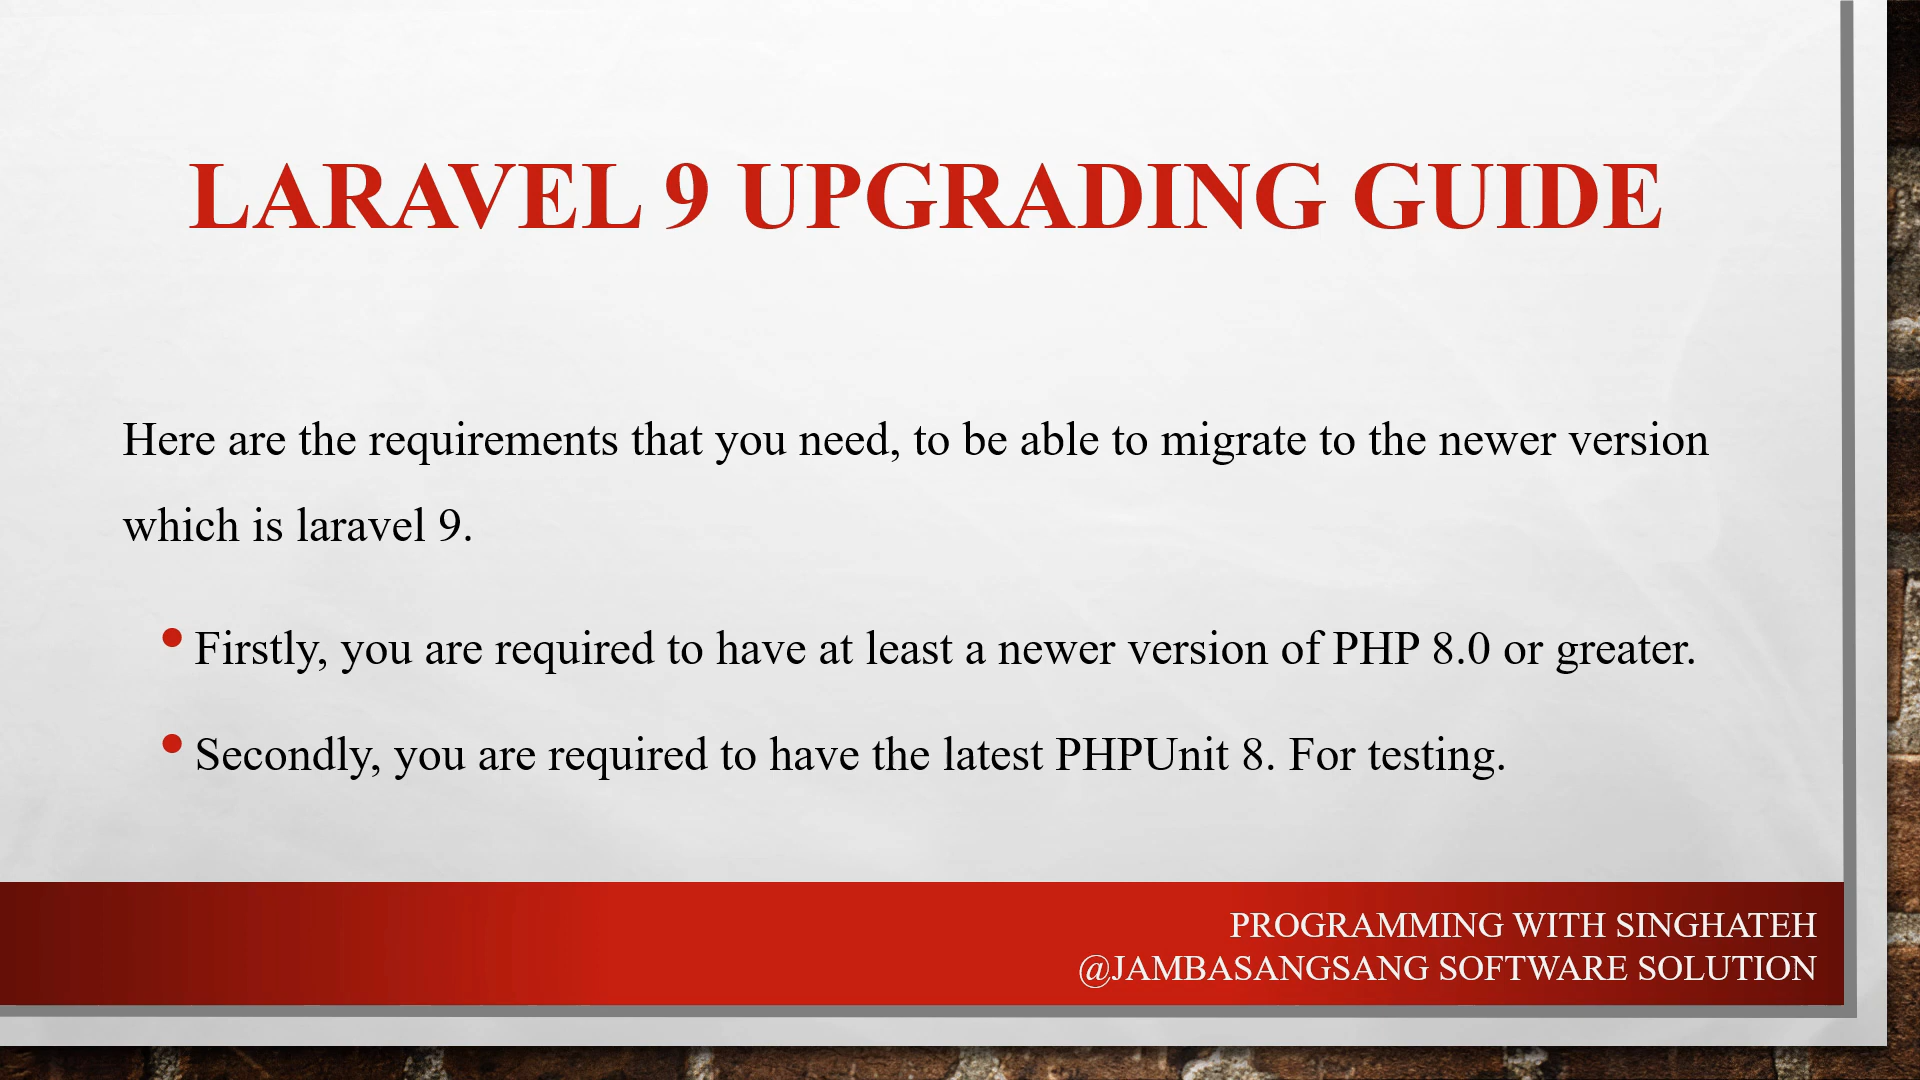 LARAVEL 9 UPGRADING GUIDE
Here are the requirements that you need, to be able to migrate to the newer version
which is laravel 9.
• Firstly, you are required to have at least a newer version of PHP 8.0 or greater.
• Secondly, you are required to have the latest PHPUnit 8. For testing.
PROGRAMMING WITH SINGHATEH
@JAMBASANGSANG SOFTWARE SOLUTION